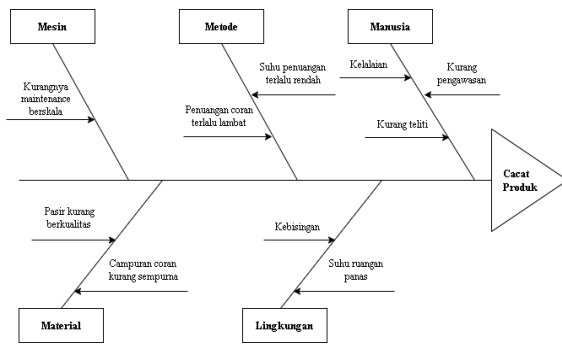 Mesin
Metode
Manusia
Kurangnya
maintenance
berskala
Suhu penuangan
terlalu rendah
Penuangan coran
terlalu lambat
Kelalaian
Kurang
pengawasan
Kurang teliti
Cacat
Produk
Pasir kurang
berkualitas
Campuran coran
kurang sempurna
Kebisingan
Suhu ruangan
panas
Material
Lingkungan